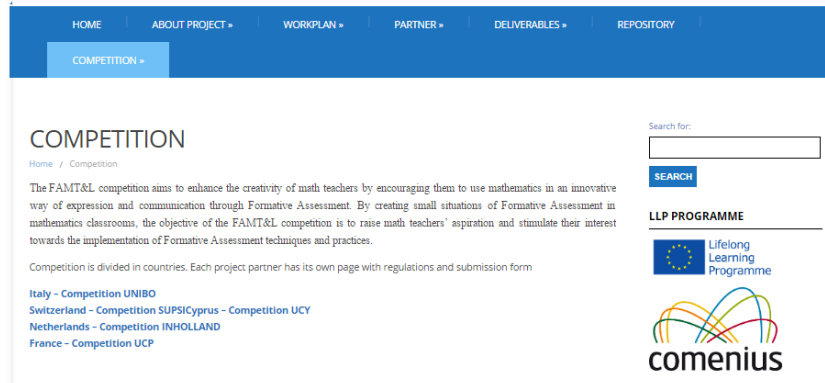 HOME ABOUT PROJECT » WORKPLAN » PARTNER » DELIVERABLES » REPOSITORY
COMPETITION »
COMPETITION
Home / Competition
The FAMT&L competition aims to enhance the creativity of math teachers by encouraging them to use mathematics in an innovative
way of expression and communication through Formative Assessment. By creating small situations of Formative Assessment in
mathematics classrooms, the objective of the FAMT&L competition is to raise math teachers' aspiration and stimulate their interest
towards the implementation of Formative Assessment techniques and practices.
Competition is divided in countries. Each project partner has its own page with regulations and submission form
Italy – Competition UNIBO
Switzerland – Competition SUPSICyprus – Competition UCY
Netherlands – Competition INHOLLAND
France – Competition UCP
Search for:
SEARCH
LLP PROGRAMME
Lifelong
Learning
Programme
comenius